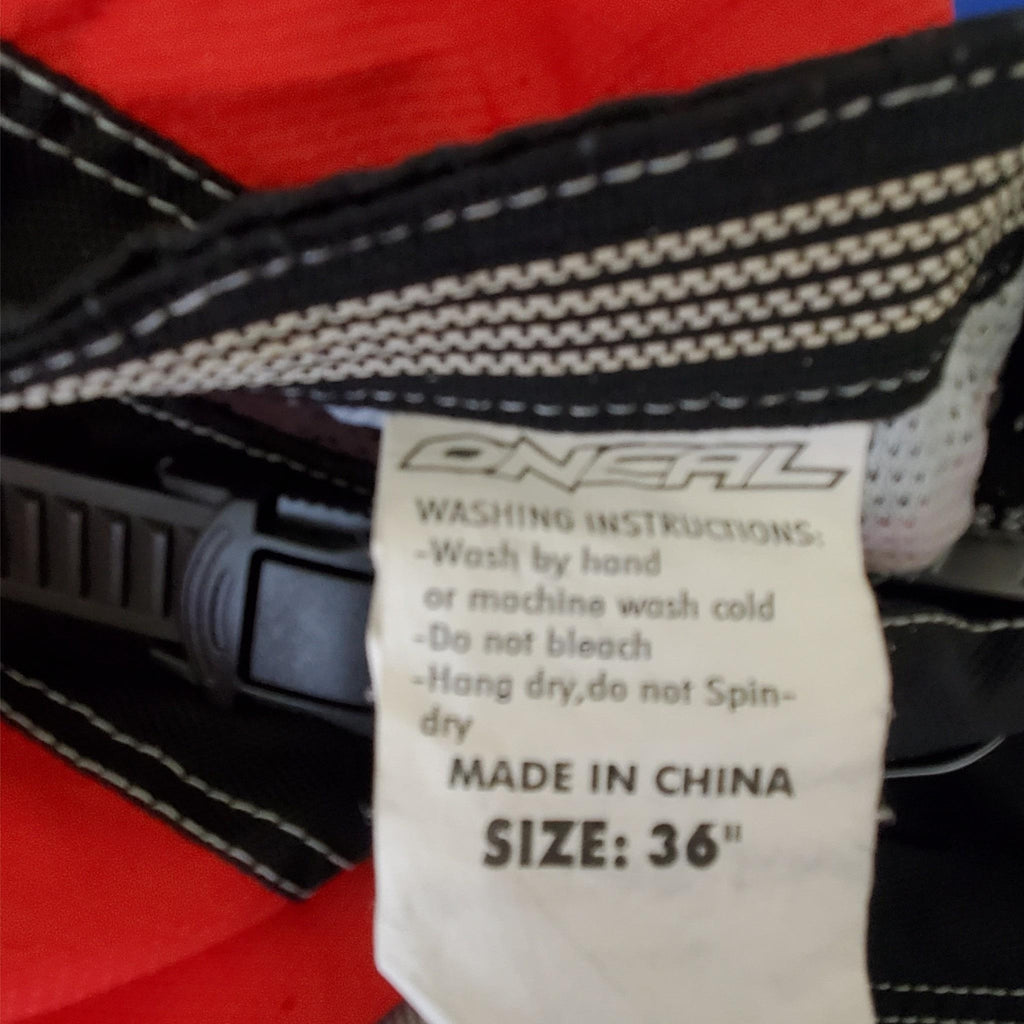 ONEAL
WASHING INSTRUCTIONS:
-Wash by hand
or machine wash cold
-Do not bleach
-Hang dry,do not Spin-
dry
MADE IN CHINA
SIZE: 36"